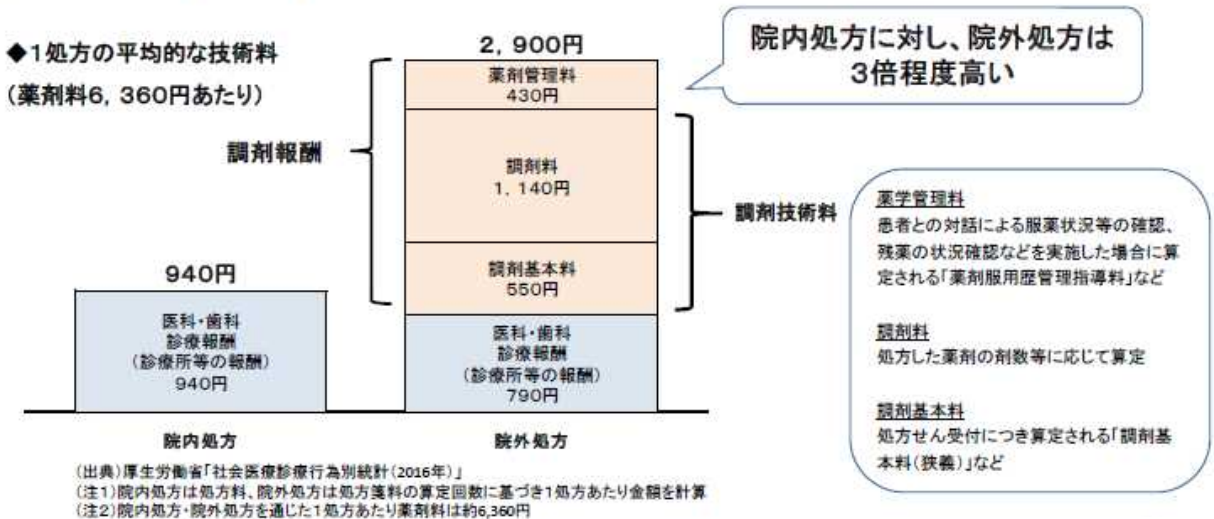 ◆1処方の平均的な技術料
(薬剤料6，360円あたり)
2，900円
院内処方に対し、院外処方は
3倍程度高い
薬剤管理料
430円
調剤報酬
調剤料
1，140円
調剤技術料
調剤基本料
550円
940円
医科・歯科
診療報酬
(診療所等の報酬)
940円
医科・歯科
診療報酬
(診療所等の報酬)
790円
院内処方
院外処方
薬学管理料
患者との対話による服薬状況等の確認、
残薬の状況確認などを実施した場合に算
定される「薬剤服用歴管理指導料」など
調剤料
処方した薬剤の剤数等に応じて算定
調剤基本料
処方せん受付につき算定される「調剤基
本料(狭義)」など
(出典)厚生労働省「社会医療診療行為別統計(2016年)」
(注1)院内処方は処方料、院外処方は処方箋料の算定回数に基づき1処方あたり金額を計算
(注2)院内処方・院外処方を通じた1処方あたり薬剤料は約6,360円